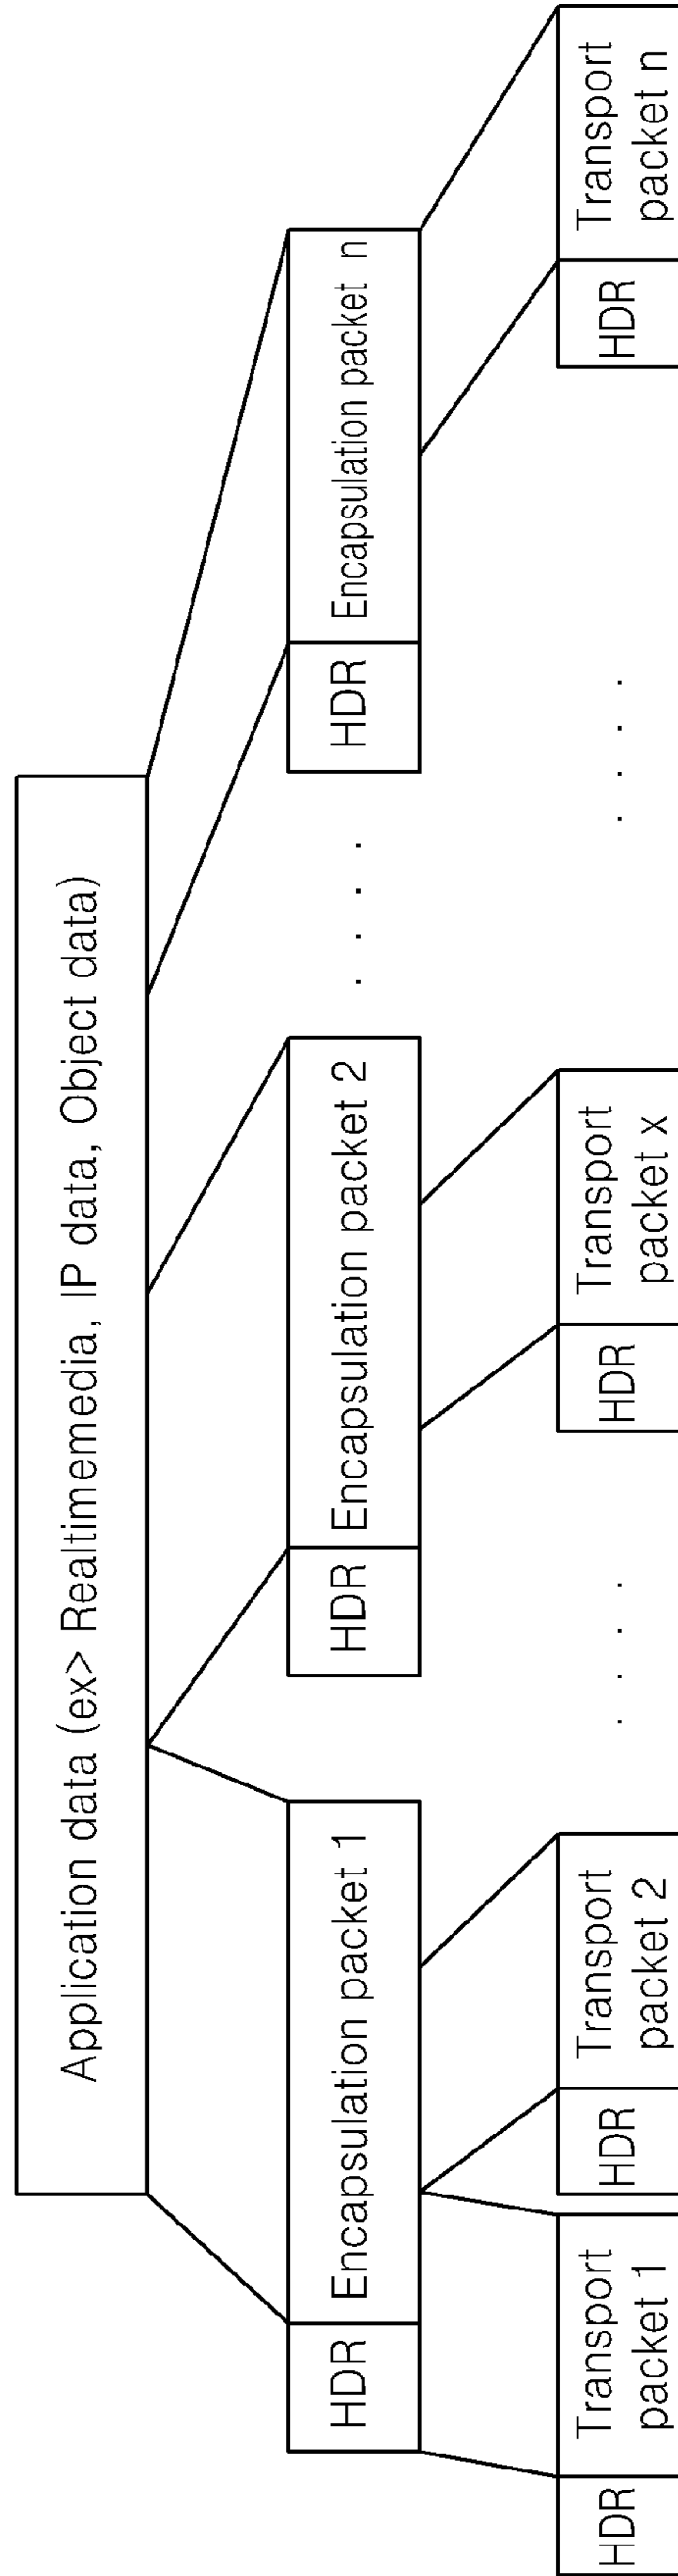 Application data (ex> Realtimemedia, IP data, Object data)
HDR
Encapsulation packet 1
HDR
Encapsulation packet 2
. . . .
HDR
Encapsulation packet n
HDR
Transport
packet 1
HDR
Transport
packet 2
. . . .
HDR
Transport
packet x
. . . .
HDR
Transport
packet n